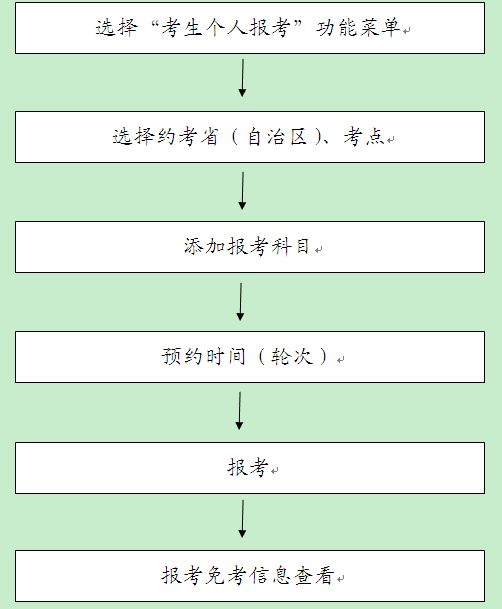 选择“考生个人报考”功能菜单
选择约考省（自治区）、考点
添加报考科目
预约时间（轮次）
报考
报考免考信息查看